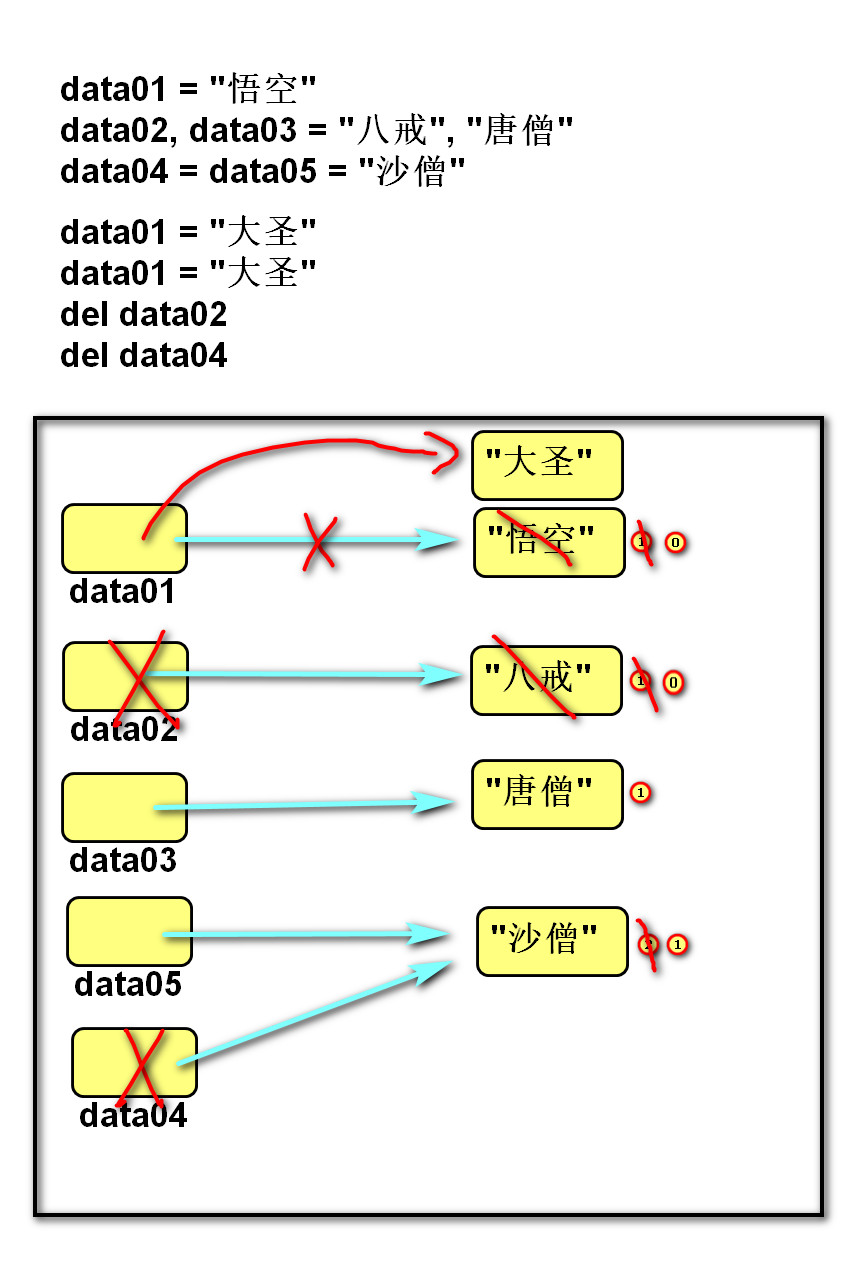 data01 = "悟空"
data02, data03 = "八戒", "唐僧"
data04 = data05 = "沙僧"
data01 = "大圣"
data01 = "大圣"
del data02
del data04
"大圣"
"悟空" 1 0
data01
"八戒" 1 0
data02
"唐僧" 1
data03
"沙僧" 2 1
data05
data04